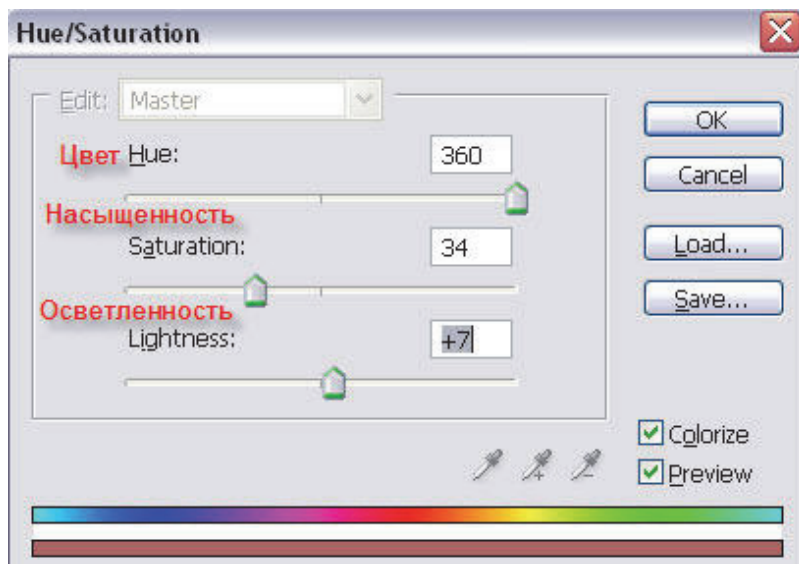 Hue/Saturation
Edit: Master
OK
Цвет Hue: 360
Cancel
Насыщенность
Saturation: 34
Load...
Save...
Осветленность
Lightness: +7
Colorize
Preview